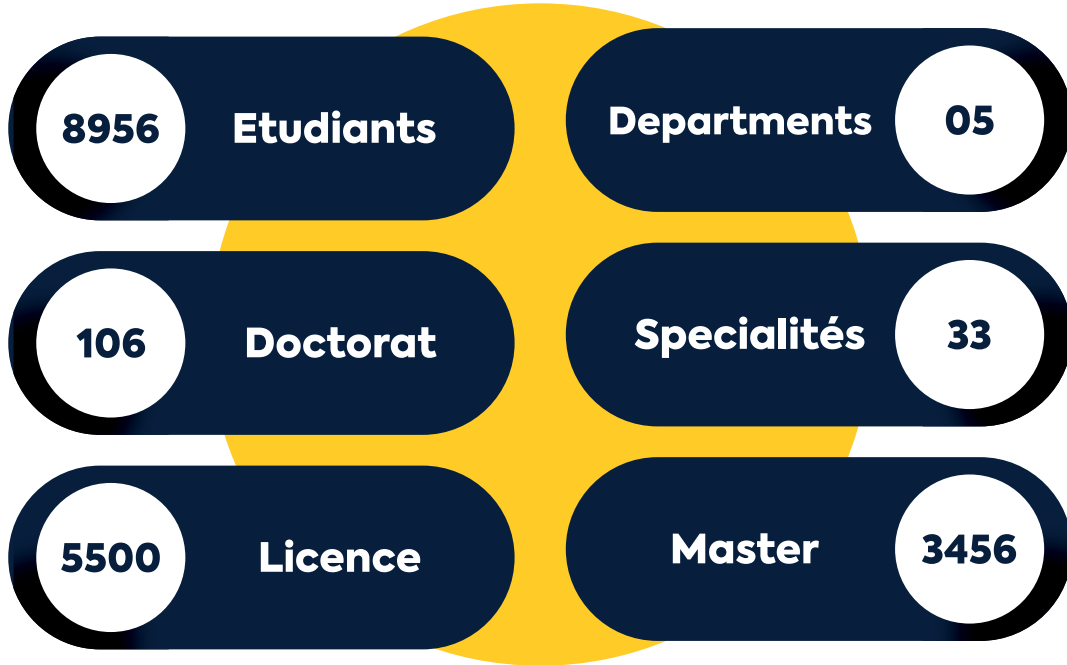 8956 Etudiants
Departments 05
106 Doctorat
Specialités 33
5500 Licence
Master 3456